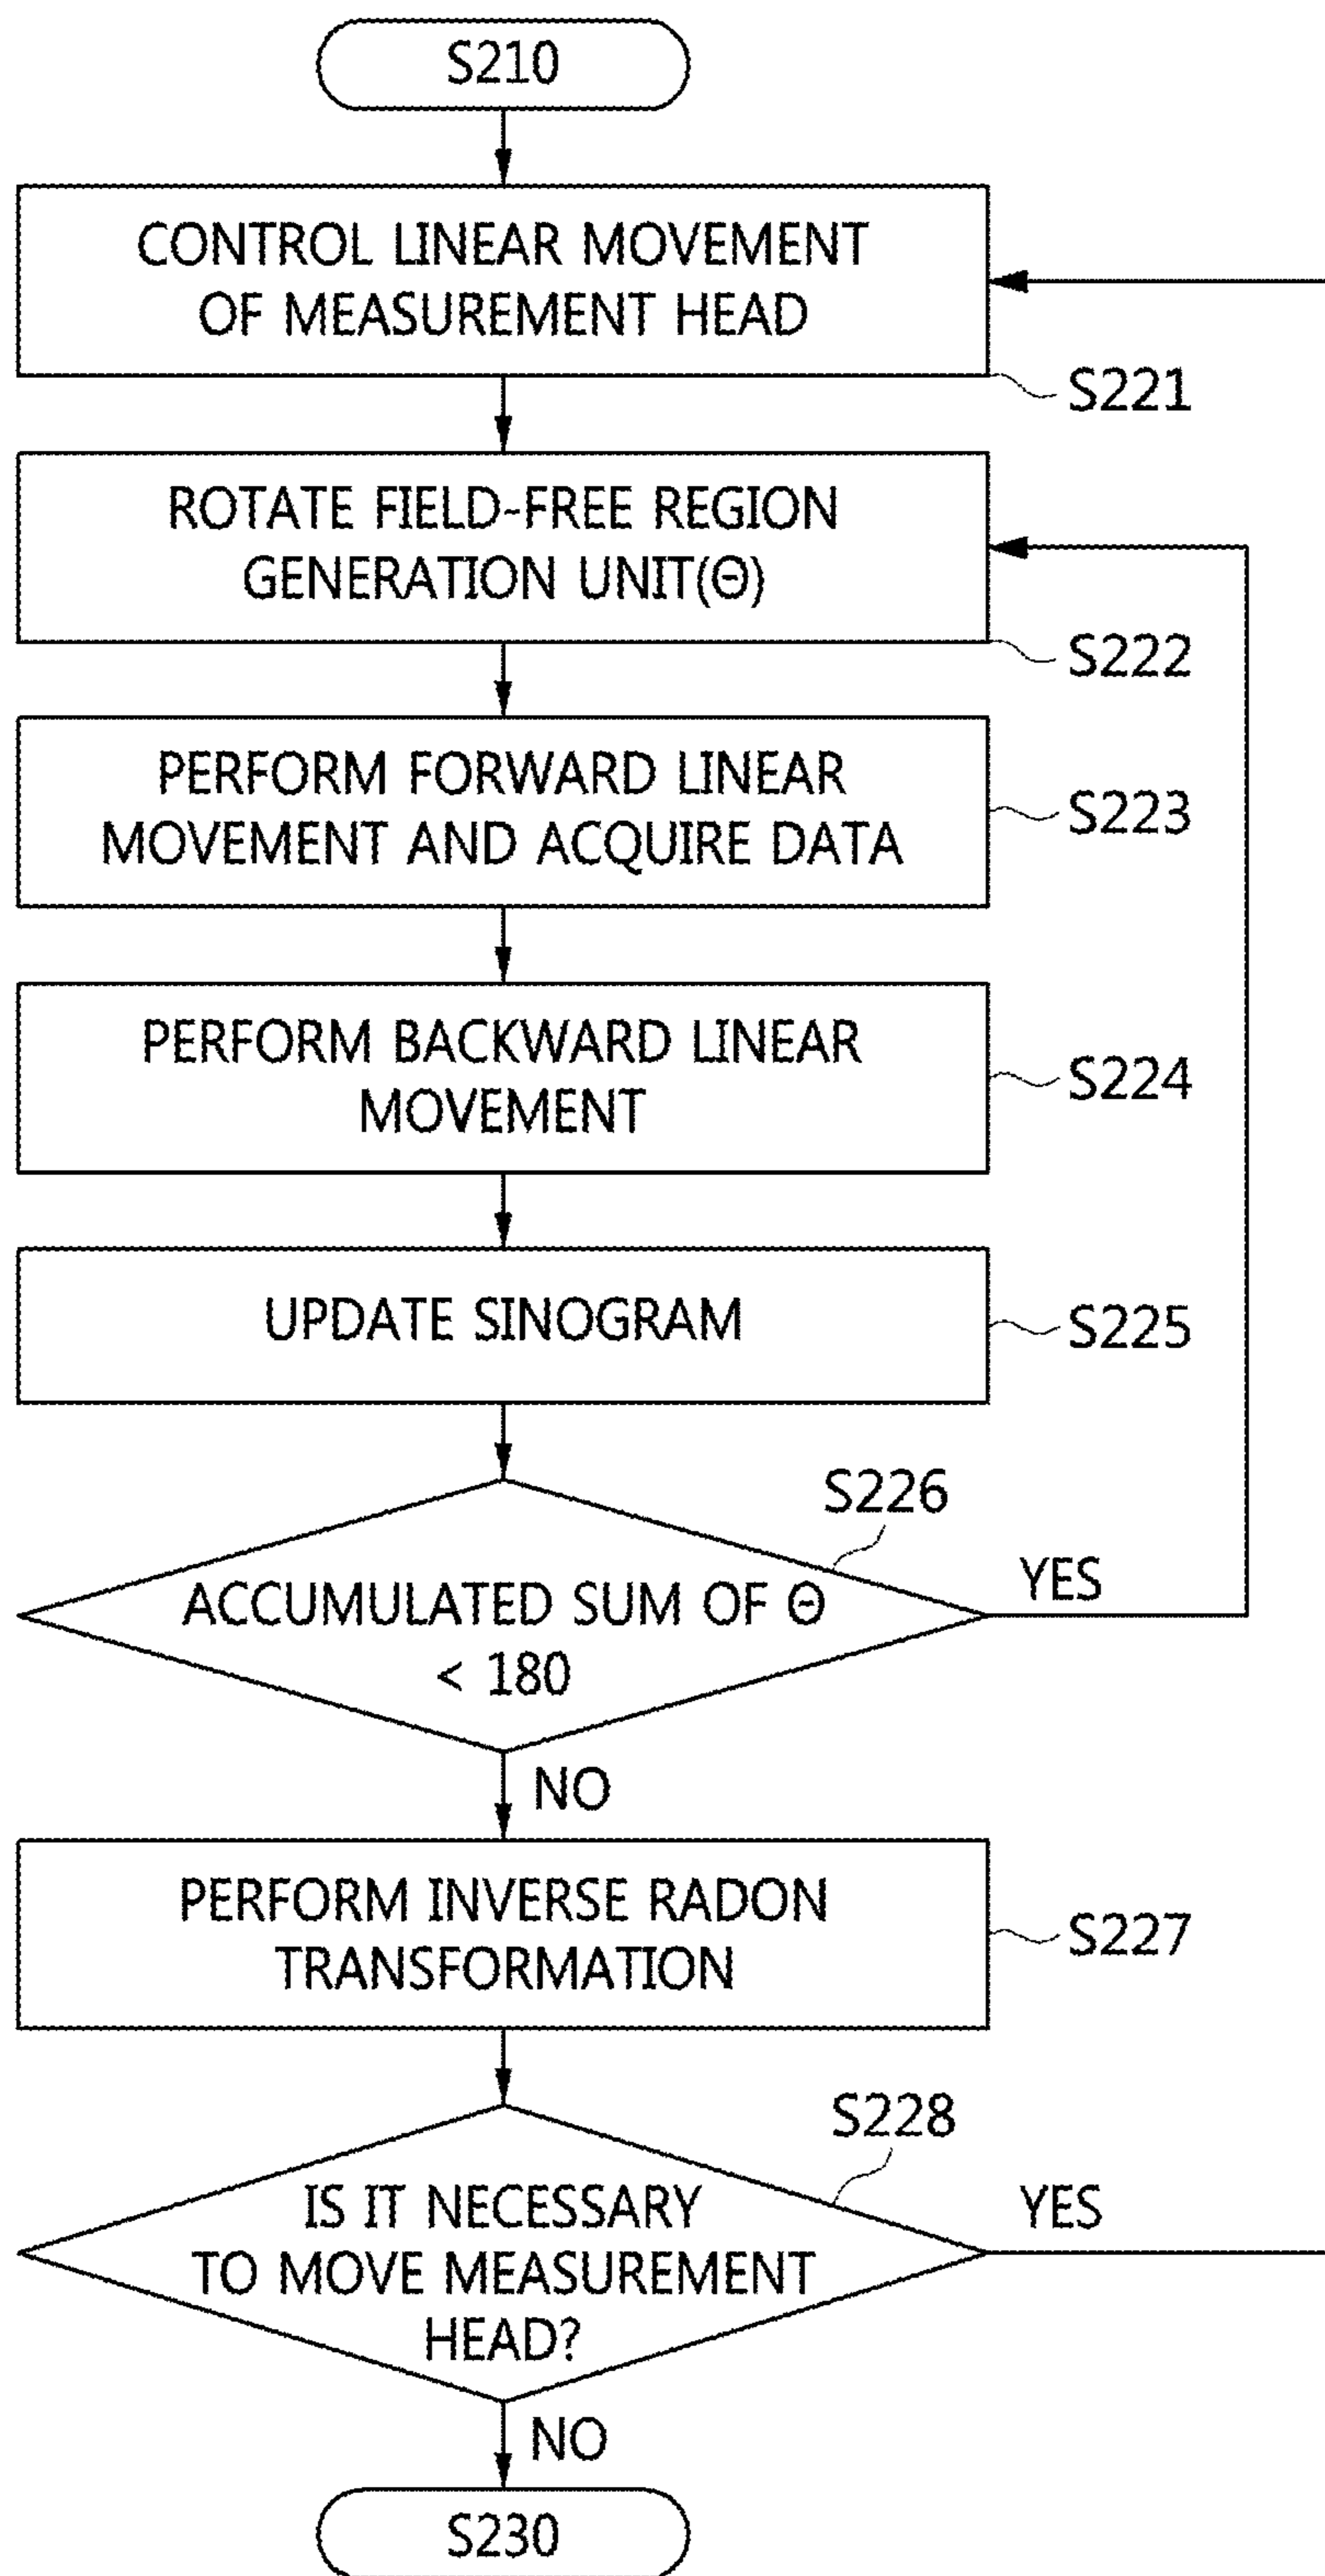 S210
CONTROL LINEAR MOVEMENT
OF MEASUREMENT HEAD
S221
ROTATE FIELD-FREE REGION
GENERATION UNIT(Θ)
S222
PERFORM FORWARD LINEAR
MOVEMENT AND ACQUIRE DATA
S223
PERFORM BACKWARD LINEAR
MOVEMENT
S224
UPDATE SINOGRAM
S225
S226
ACCUMULATED SUM OF Θ
< 180
YES
NO
PERFORM INVERSE RADON
TRANSFORMATION
S227
S228
IS IT NECESSARY
TO MOVE MEASUREMENT
HEAD?
YES
NO
S230